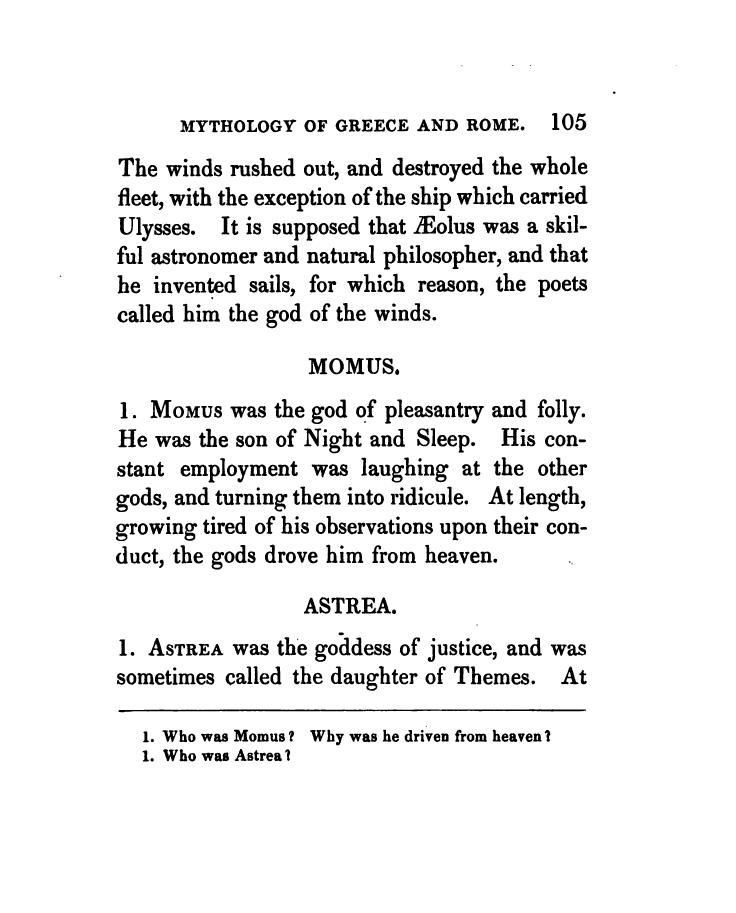 MYTHOLOGY OF GREECE AND ROME. 105
The winds rushed out, and destroyed the whole
fleet, with the exception of the ship which carried
Ulysses. It is supposed that Æolus was a skil-
ful astronomer and natural philosopher, and that
he invented sails, for which reason, the poets
called him the god of the winds.
MOMUS.
1. MOMUS was the god of pleasantry and folly.
He was the son of Night and Sleep. His con-
stant employment was laughing at the other
gods, and turning them into ridicule. At length,
growing tired of his observations upon their con-
duct, the gods drove him from heaven.
ASTREA.
1. ASTREA was the goddess of justice, and was
sometimes called the daughter of Themes. At
1. Who was Momus? Why was he driven from heaven?
1. Who was Astrea?